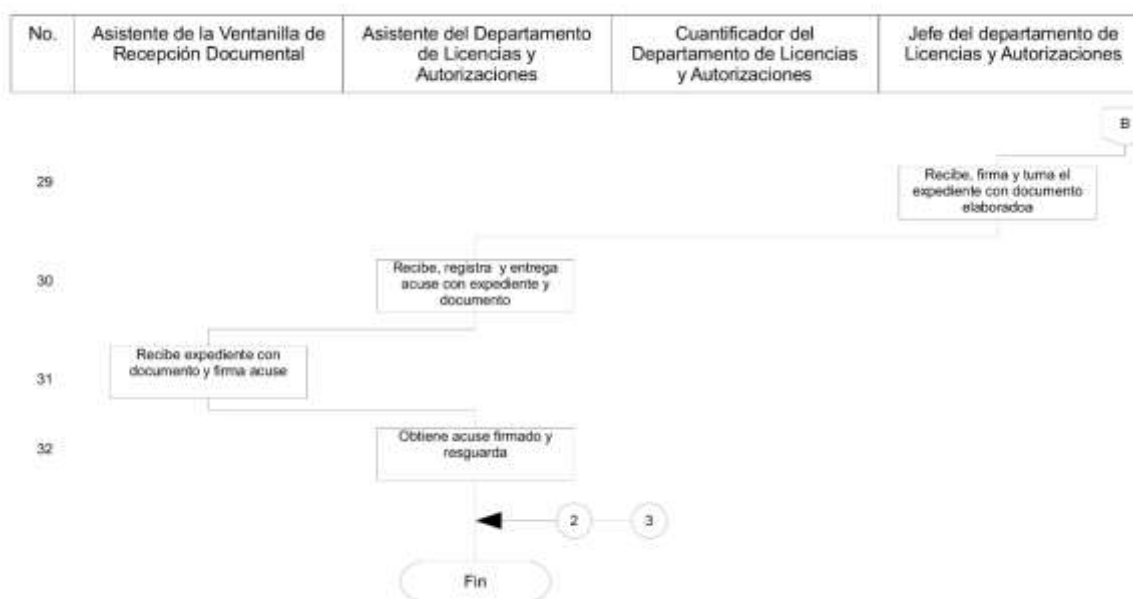 No.
Asistente de la Ventanilla de
Recepción Documental
Asistente del Departamento
de Licencias y
Autorizaciones
Cuantificador del
Departamento de Licencias
y Autorizaciones
Jefe del departamento de
Licencias y Autorizaciones
B
29
Recibe, firma y turna el
expediente con documento
elaboradoa
30
Recibe, registra y entrega
acuse con expediente y
documento
31
Recibe expediente con
documento y firma acuse
32
Obtiene acuse firmado y
resguarda
2
3
Fin